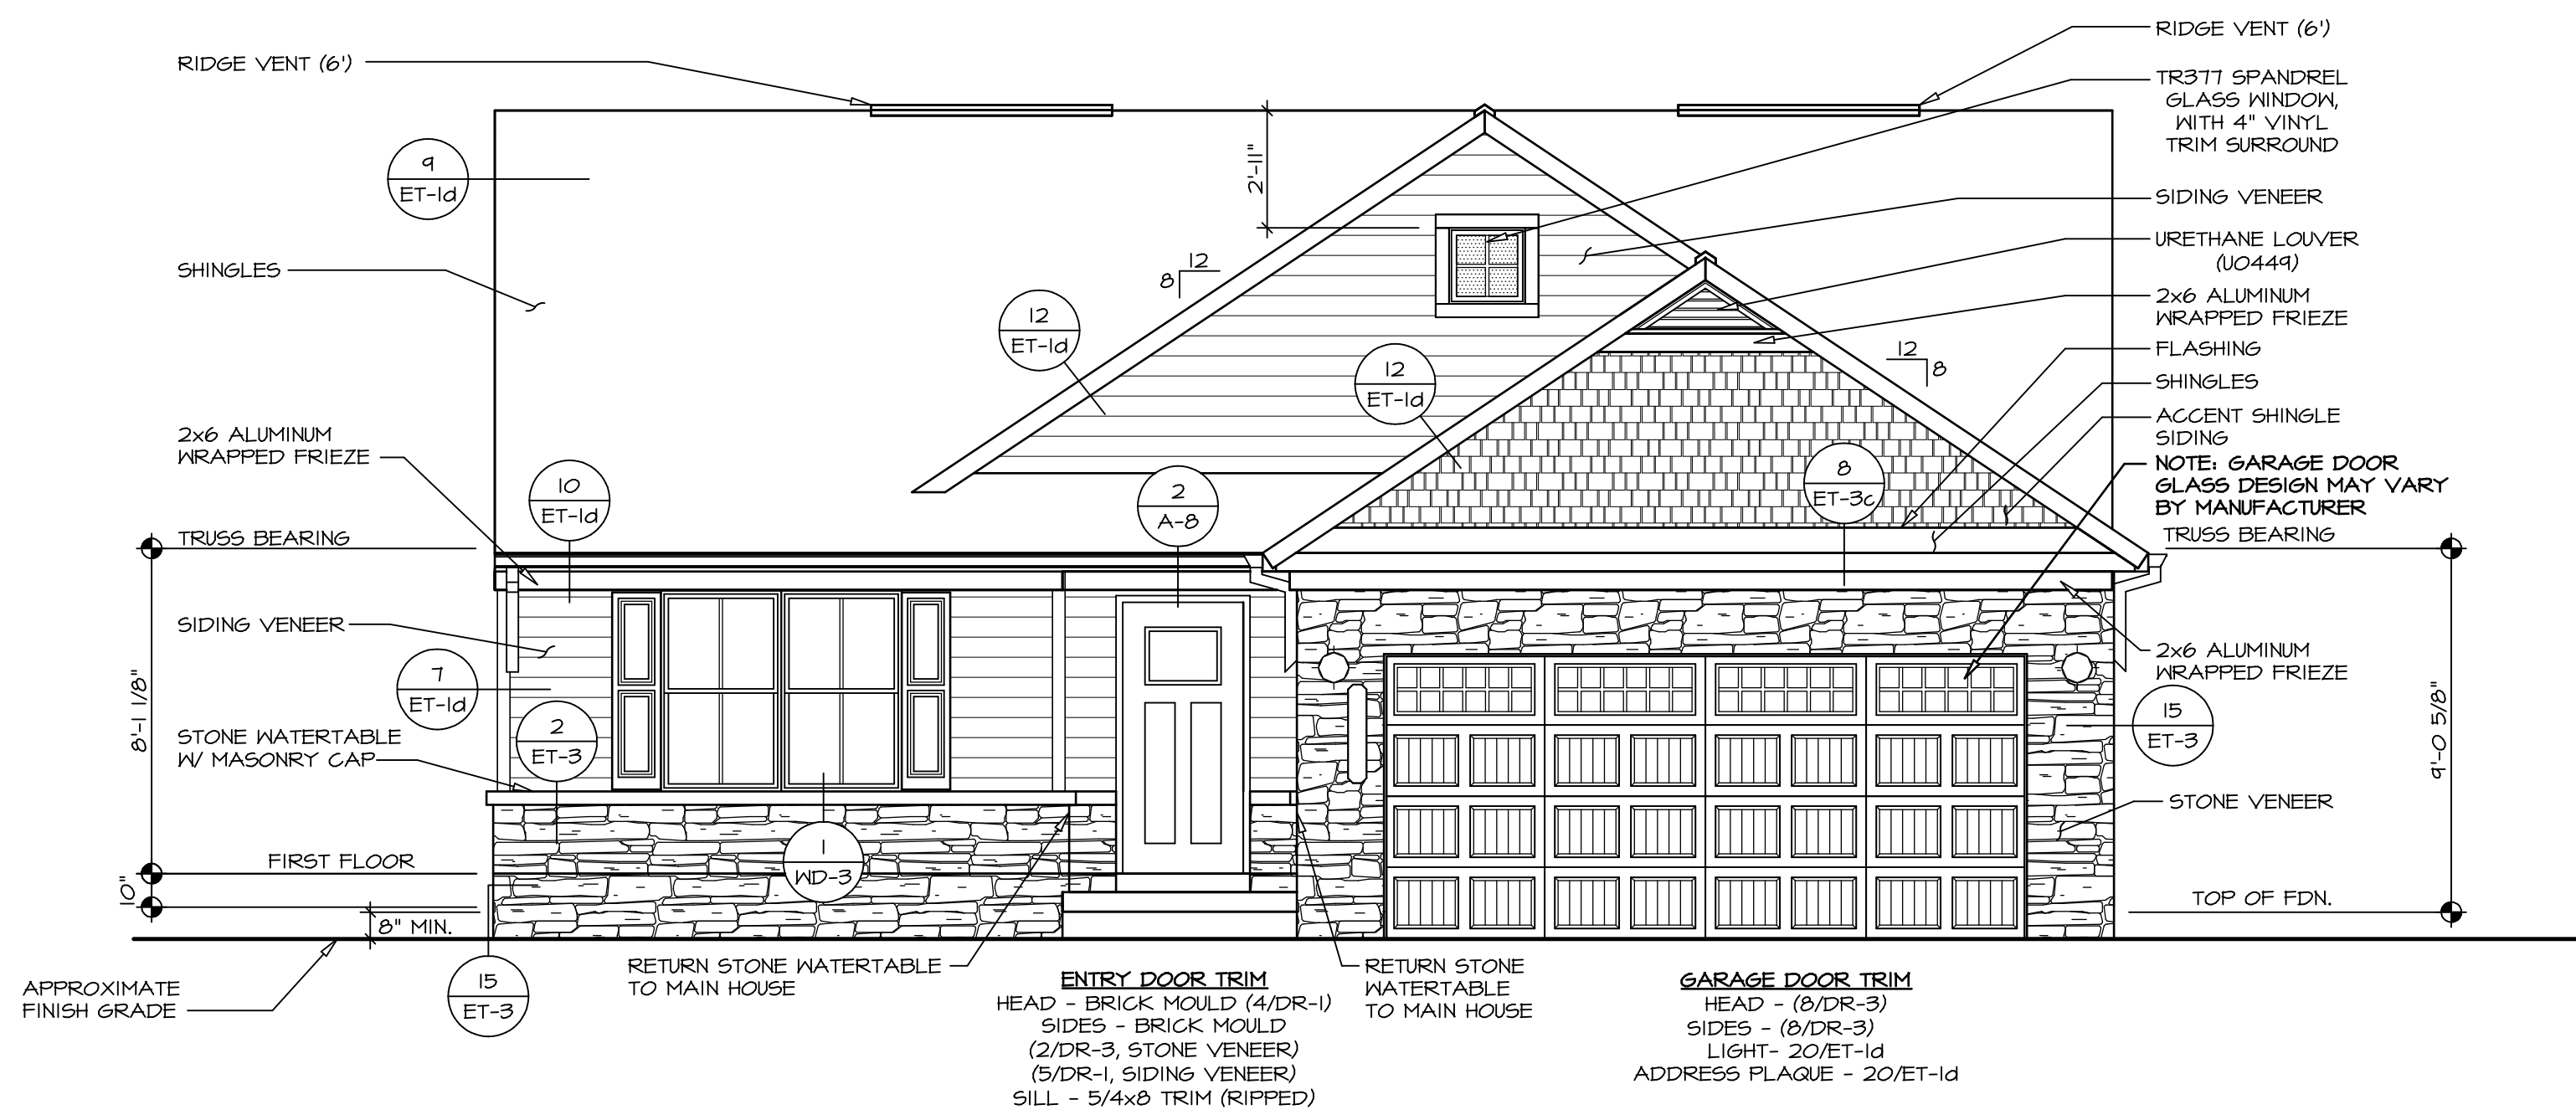 RIDGE VENT (6')
9
ET-1d
SHINGLES
2x6 ALUMINUM
WRAPPED FRIEZE
10
ET-1d
TRUSS BEARING
SIDING VENEER
7
ET-1d
2
ET-3
STONE WATERTABLE
W/ MASONRY CAP
8'-1 1/8"
FIRST FLOOR
10"
8" MIN.
APPROXIMATE
FINISH GRADE
15
ET-3
1
WD-3
RETURN STONE WATERTABLE
TO MAIN HOUSE
2'-11"
12
8
12
ET-1d
12
ET-1d
2
A-8
12
8
8
ET-3c
ENTRY DOOR TRIM
HEAD - BRICK MOULD (4/DR-1)
SIDES - BRICK MOULD
(2/DR-3, STONE VENEER)
(5/DR-1, SIDING VENEER)
SILL - 5/4x8 TRIM (RIPPED)
RETURN STONE
WATERTABLE
TO MAIN HOUSE
GARAGE DOOR TRIM
HEAD - (8/DR-3)
SIDES - (8/DR-3)
LIGHT- 20/ET-1d
ADDRESS PLAQUE - 20/ET-1d
RIDGE VENT (6')
TR377 SPANDREL
GLASS WINDOW,
WITH 4" VINYL
TRIM SURROUND
SIDING VENEER
URETHANE LOUVER
(U0449)
2x6 ALUMINUM
WRAPPED FRIEZE
FLASHING
SHINGLES
ACCENT SHINGLE
SIDING
NOTE: GARAGE DOOR
GLASS DESIGN MAY VARY
BY MANUFACTURER
TRUSS BEARING
2x6 ALUMINUM
WRAPPED FRIEZE
15
ET-3
9'-0 5/8"
STONE VENEER
TOP OF FDN.